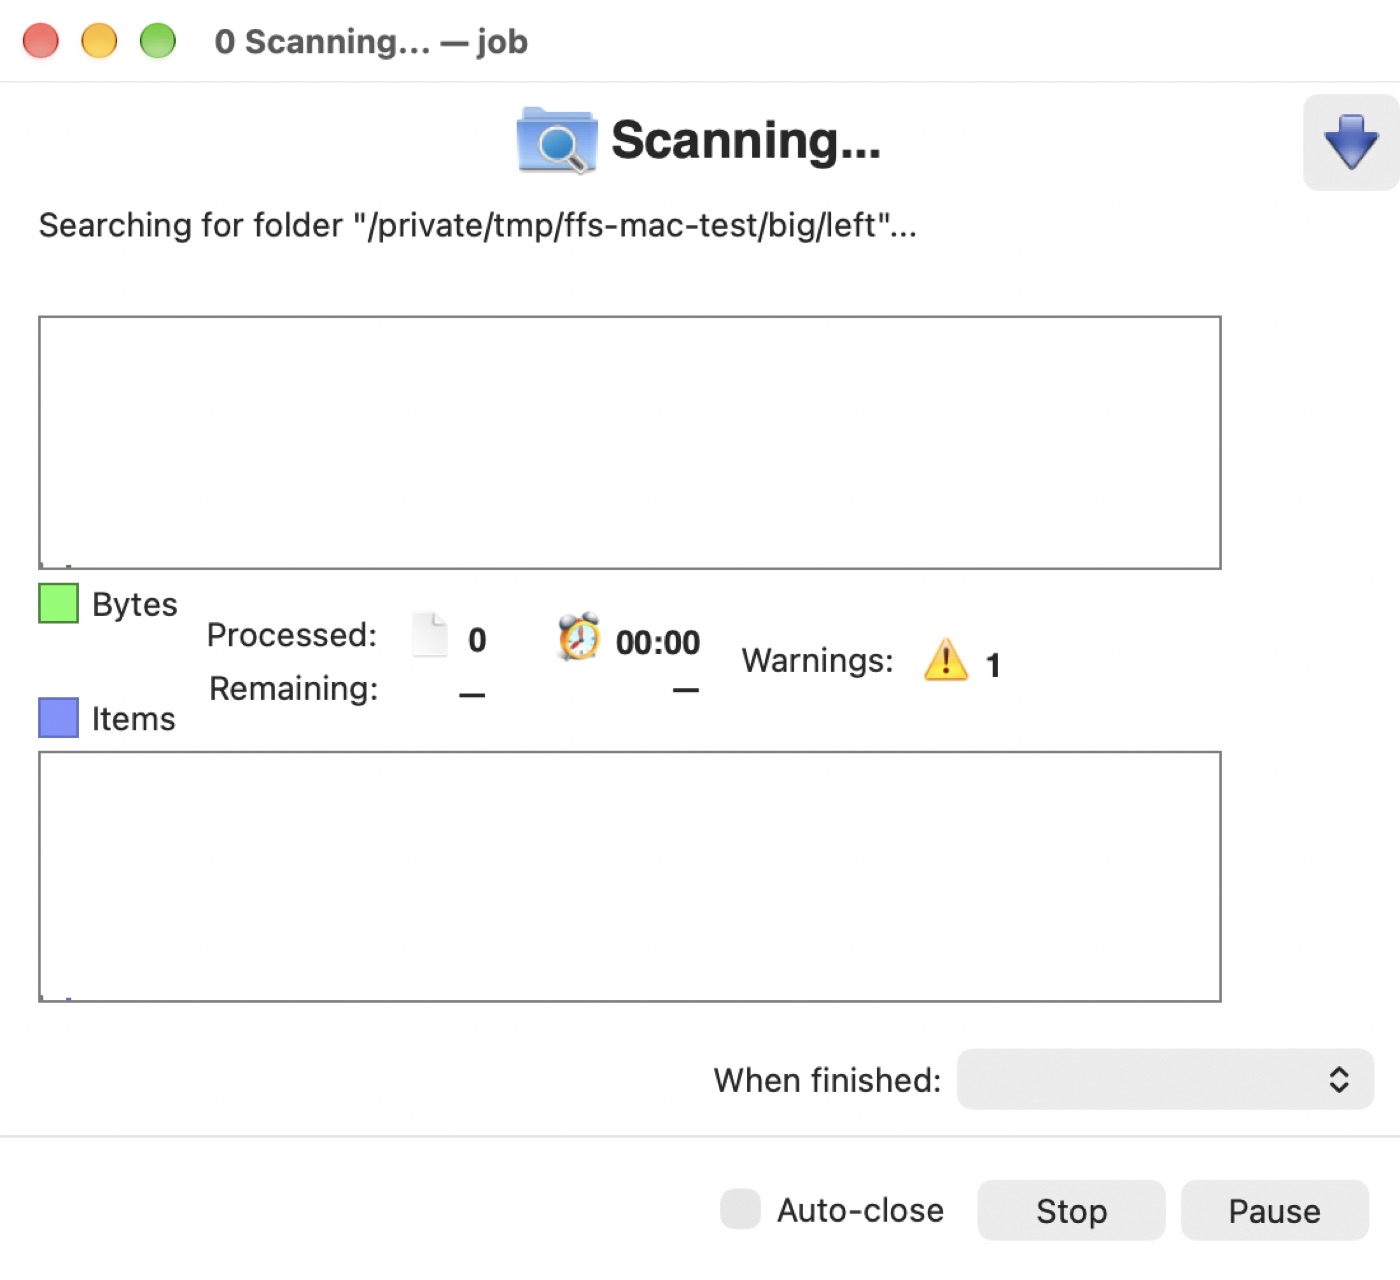 0 Scanning... — job
Scanning...
Searching for folder "/private/tmp/ffs-mac-test/big/left"...
Bytes
Processed: 0 00:00
Warnings: 1
Remaining: – –
Items
When finished:
Auto-close Stop Pause